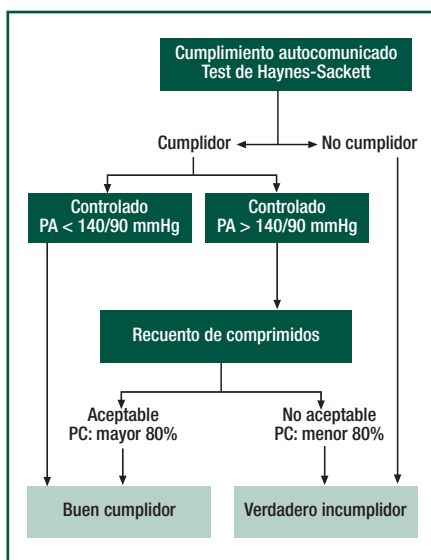 Cumplimiento autocomunicado
Test de Haynes-Sackett
Cumplidor
No cumplidor
Controlado
PA < 140/90 mmHg
Controlado
PA > 140/90 mmHg
Recuento de comprimidos
Aceptable
PC: mayor 80%
No aceptable
PC: menor 80%
Buen cumplidor
Verdadero incumplidor